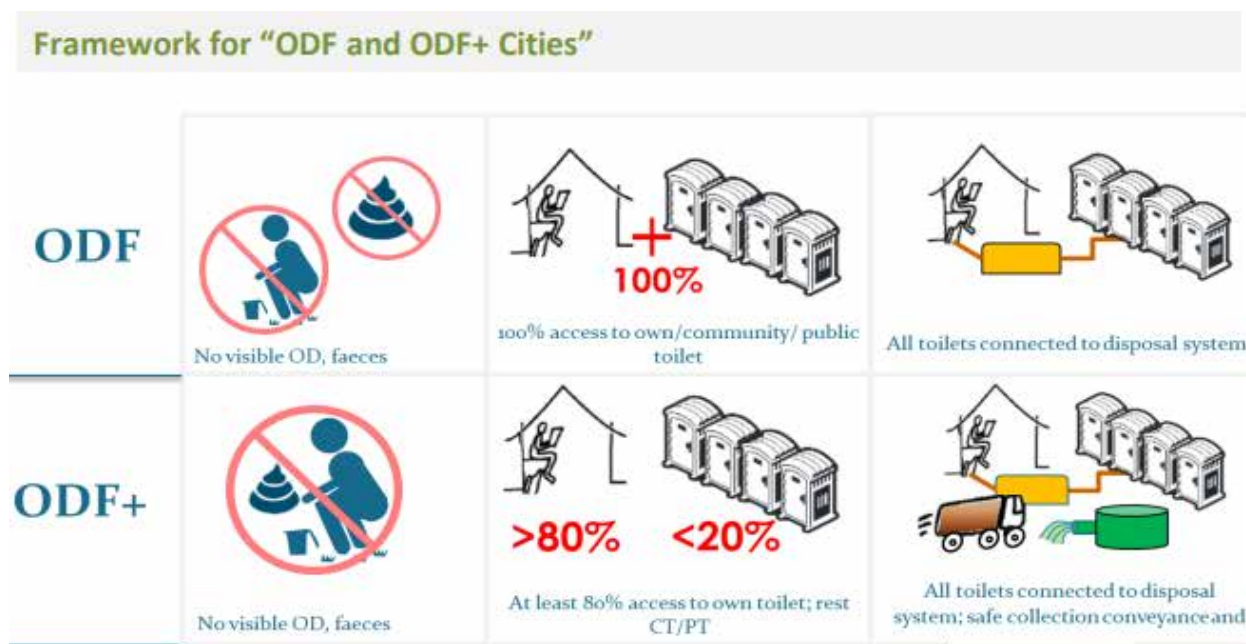 Framework for “ODF and ODF+ Cities”
ODF
No visible OD, faeces
100%
100% access to own/community/ public
toilet
All toilets connected to disposal system
ODF+
No visible OD, faeces
>80% <20%
At least 80% access to own toilet; rest
CT/PT
All toilets connected to disposal
system; safe collection conveyance and